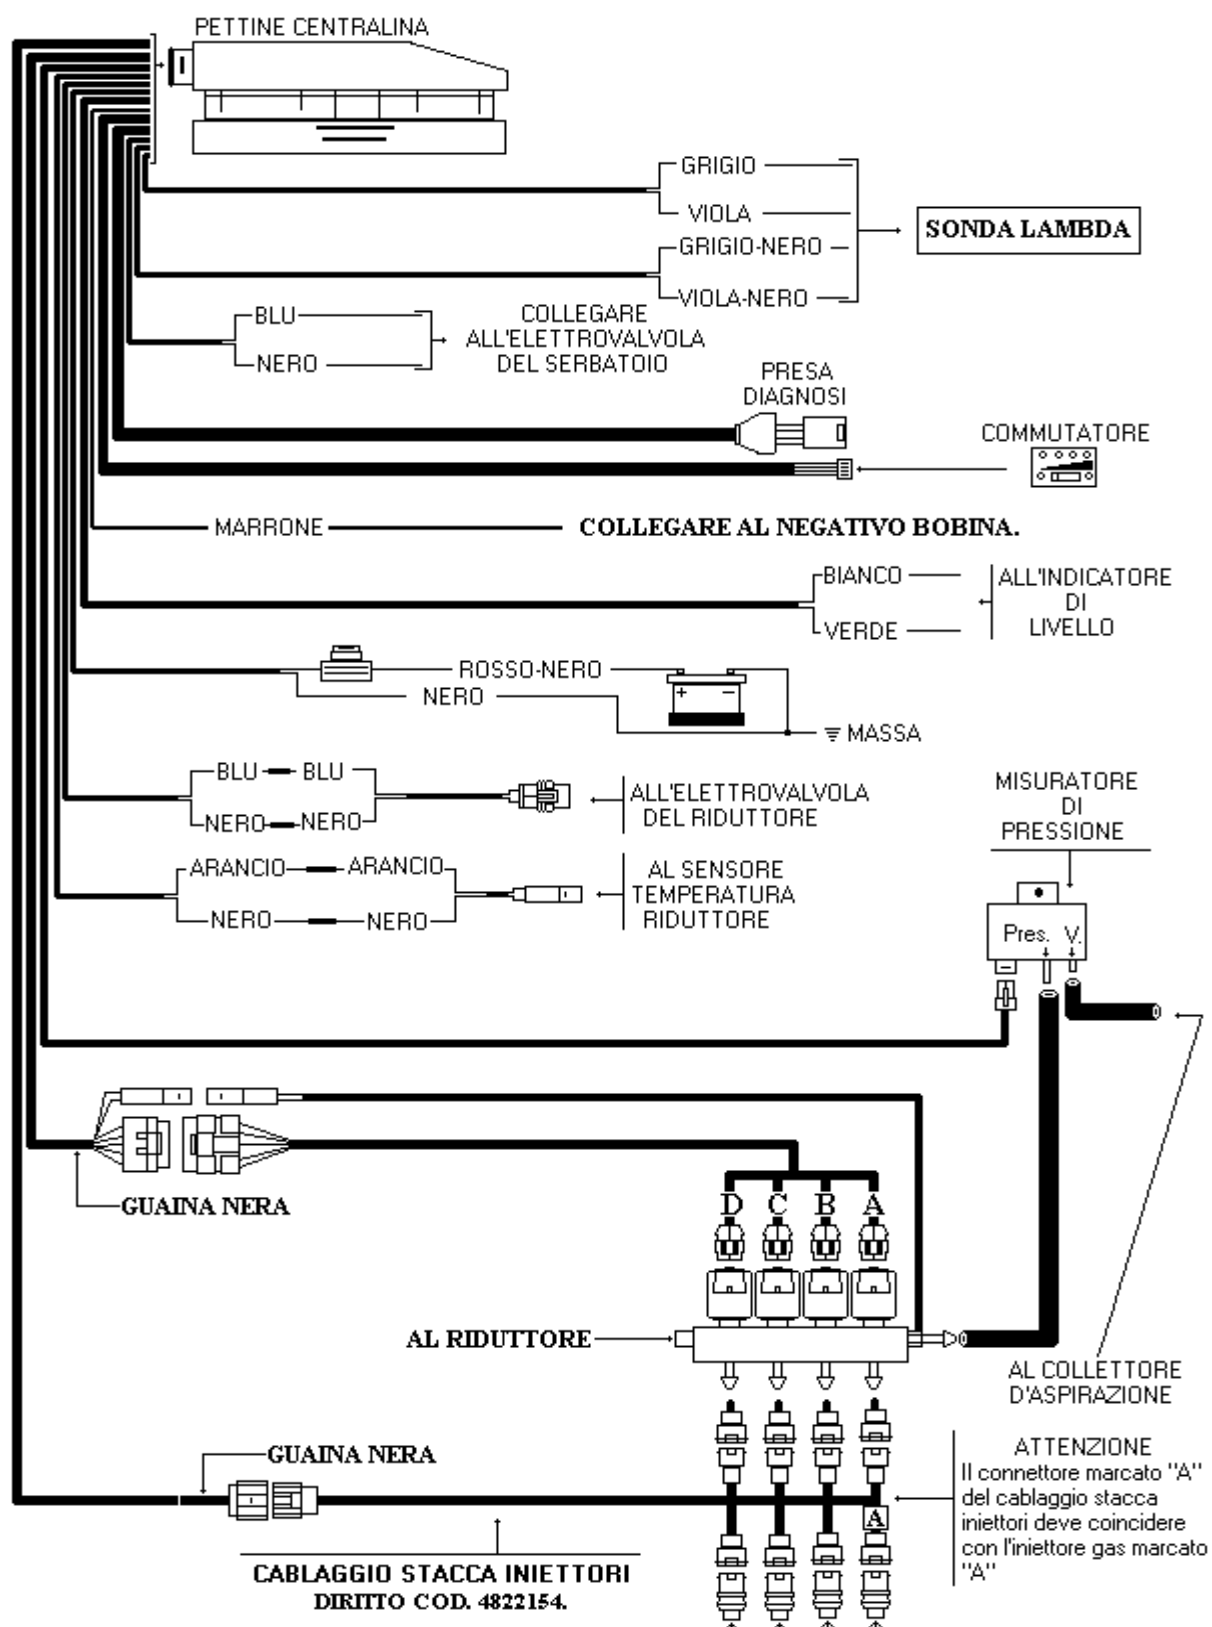 PETTINE CENTRALINA
GRIGIO
VIOLA
SONDA LAMBDA
GRIGIO-NERO
VIOLA-NERO
BLU
NERO
COLLEGARE
ALL'ELETTROVALVOLA
DEL SERBATOIO
PRESA
DIAGNOSI
COMMUTATORE
MARRONE
COLLEGARE AL NEGATIVO BOBINA.
BIANCO
VERDE
ALL'INDICATORE
DI
LIVELLO
ROSSO-NERO
NERO
+ −
MASSA
BLU BLU
NERO NERO
ALL'ELETTROVALVOLA
DEL RIDUTTORE
MISURATORE
DI
PRESSIONE
ARANCIO ARANCIO
NERO NERO
AL SENSORE
TEMPERATURA
RIDUTTORE
Pres. V.
GUAINA NERA
D C B A
AL RIDUTTORE
AL COLLETTORE
D'ASPIRAZIONE
GUAINA NERA
ATTENZIONE
Il connettore marcato "A"
del cablaggio stacca
iniettori deve coincidere
con l'iniettore gas marcato
"A"
A
CABLAGGIO STACCA INIETTORI
DIRITTO COD. 4822154.